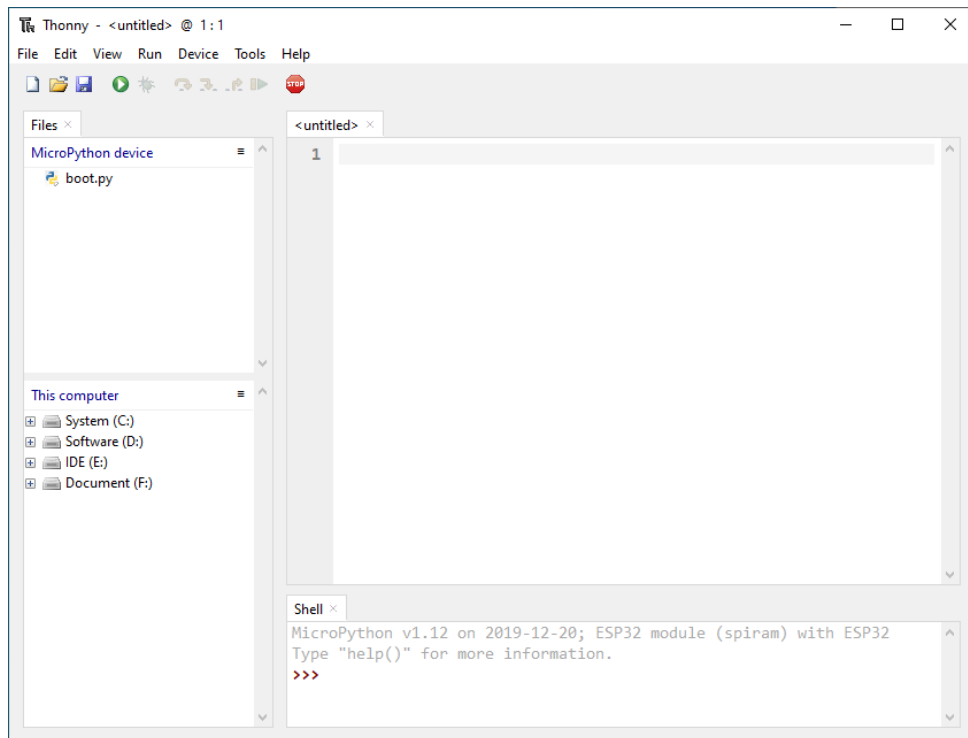 Thonny - <untitled> @ 1 : 1
File Edit View Run Device Tools Help
STOP
Files
MicroPython device
boot.py
This computer
System (C:)
Software (D:)
IDE (E:)
Document (F:)
<untitled>
1
Shell
MicroPython v1.12 on 2019-12-20; ESP32 module (spiram) with ESP32
Type "help()" for more information.
>>>